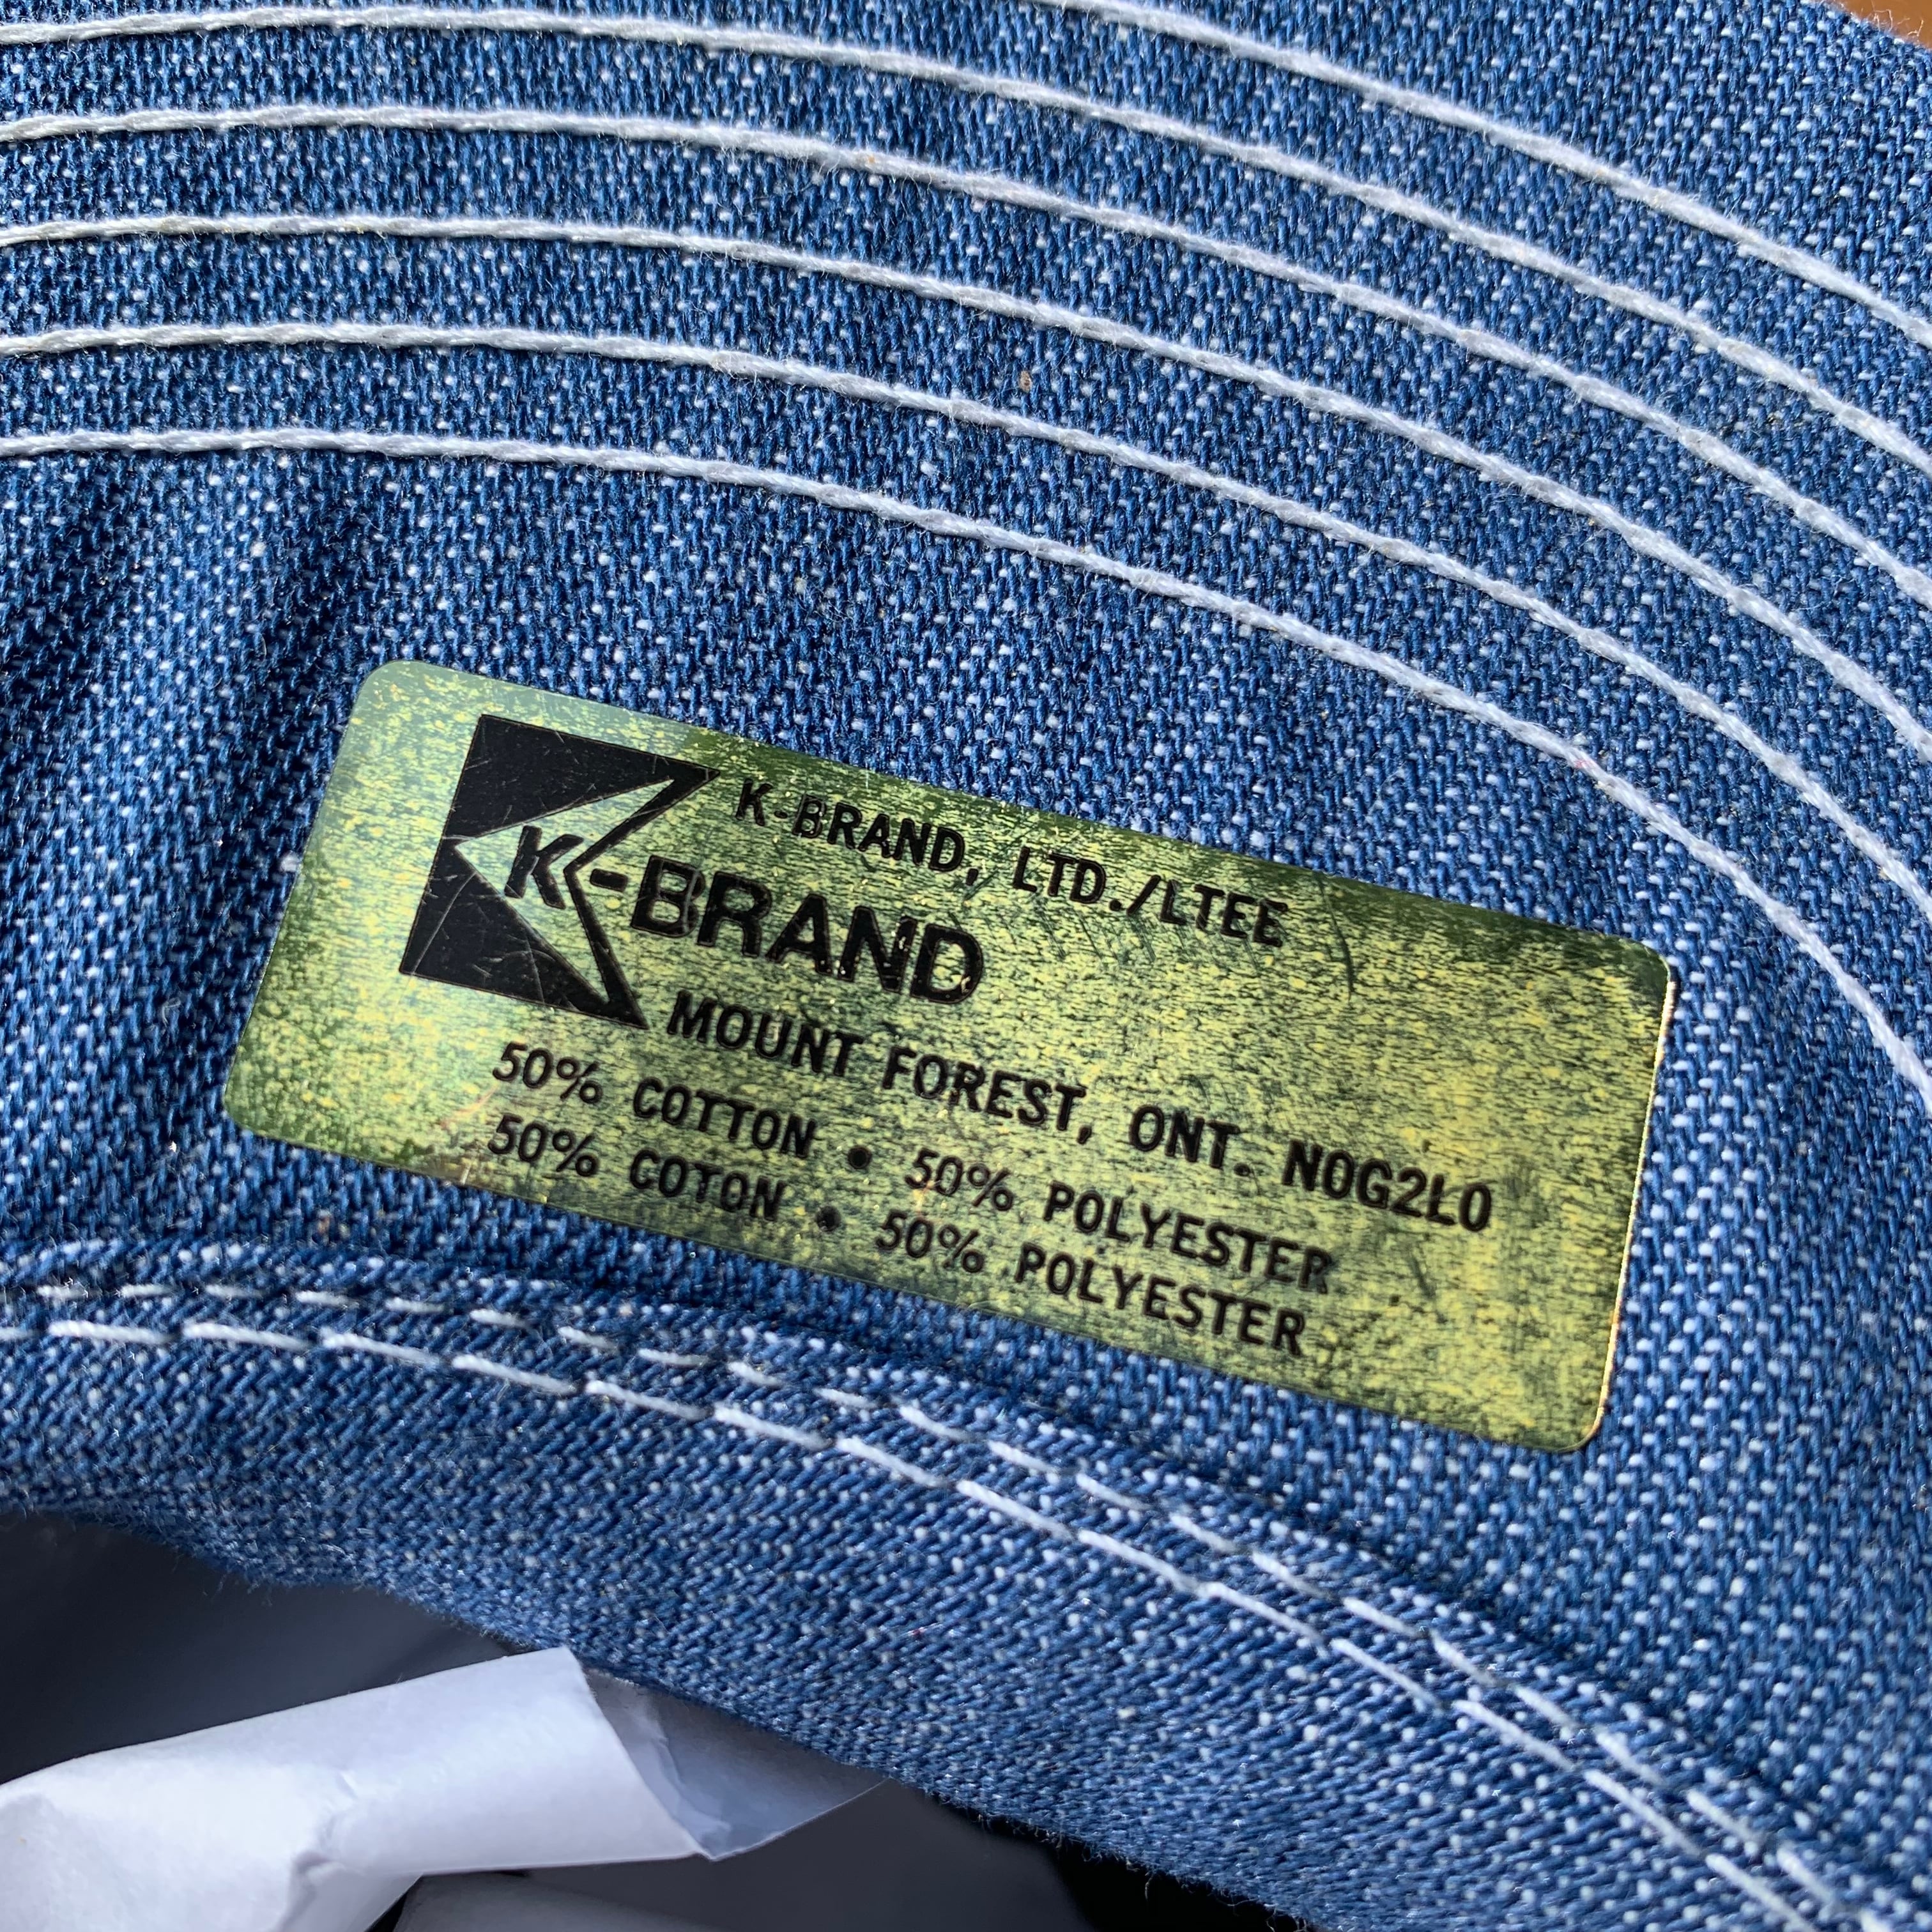 K-BRAND, LTD./LTEE
K-BRAND
MOUNT FOREST, ONT. N0G2L0
50% COTTON • 50% POLYESTER
50% COTON • 50% POLYESTER